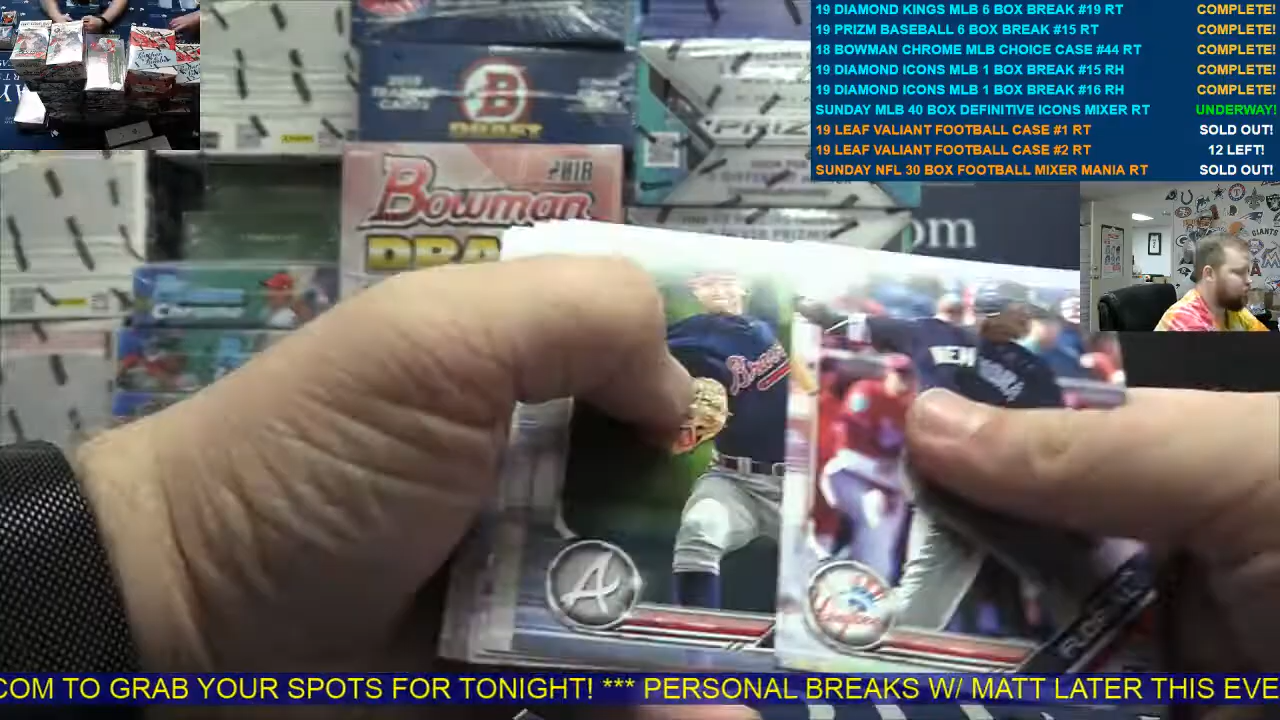 19 DIAMOND KINGS MLB 6 BOX BREAK #19 RT COMPLETE!
19 PRIZM BASEBALL 6 BOX BREAK #15 RT COMPLETE!
18 BOWMAN CHROME MLB CHOICE CASE #44 RT COMPLETE!
19 DIAMOND ICONS MLB 1 BOX BREAK #15 RH COMPLETE!
19 DIAMOND ICONS MLB 1 BOX BREAK #16 RH COMPLETE!
SUNDAY MLB 40 BOX DEFINITIVE ICONS MIXER RT UNDERWAY!
19 LEAF VALIANT FOOTBALL CASE #1 RT SOLD OUT!
19 LEAF VALIANT FOOTBALL CASE #2 RT 12 LEFT!
SUNDAY NFL 30 BOX FOOTBALL MIXER MANIA RT SOLD OUT!
B
DRAFT
PRIZM
2018
Bowman
DRA
om
GIANTS
Braves
A
COM TO GRAB YOUR SPOTS FOR TONIGHT! *** PERSONAL BREAKS W/ MATT LATER THIS EVE